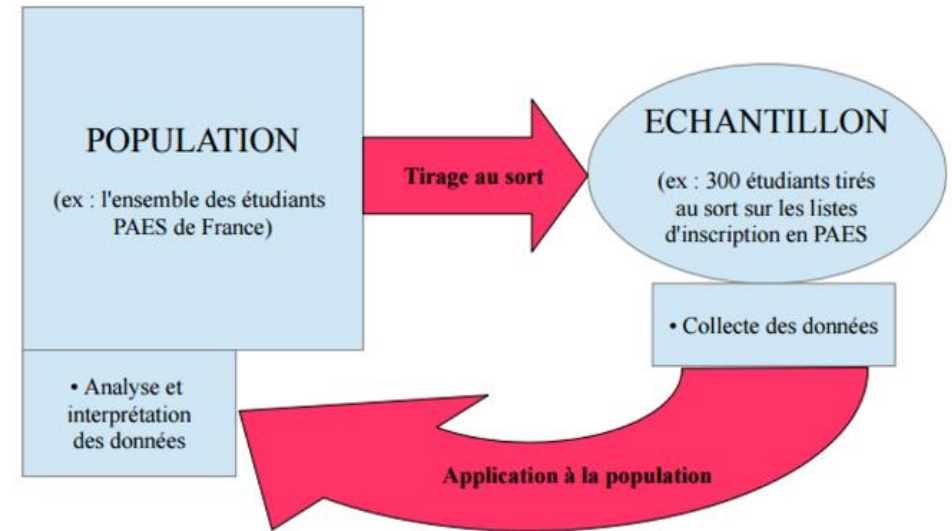 POPULATION
(ex : l'ensemble des étudiants
PAES de France)
Tirage au sort
ECHANTILLON
(ex : 300 étudiants tirés
au sort sur les listes
d'inscription en PAES
• Collecte des données
• Analyse et
interprétation
des données
Application à la population